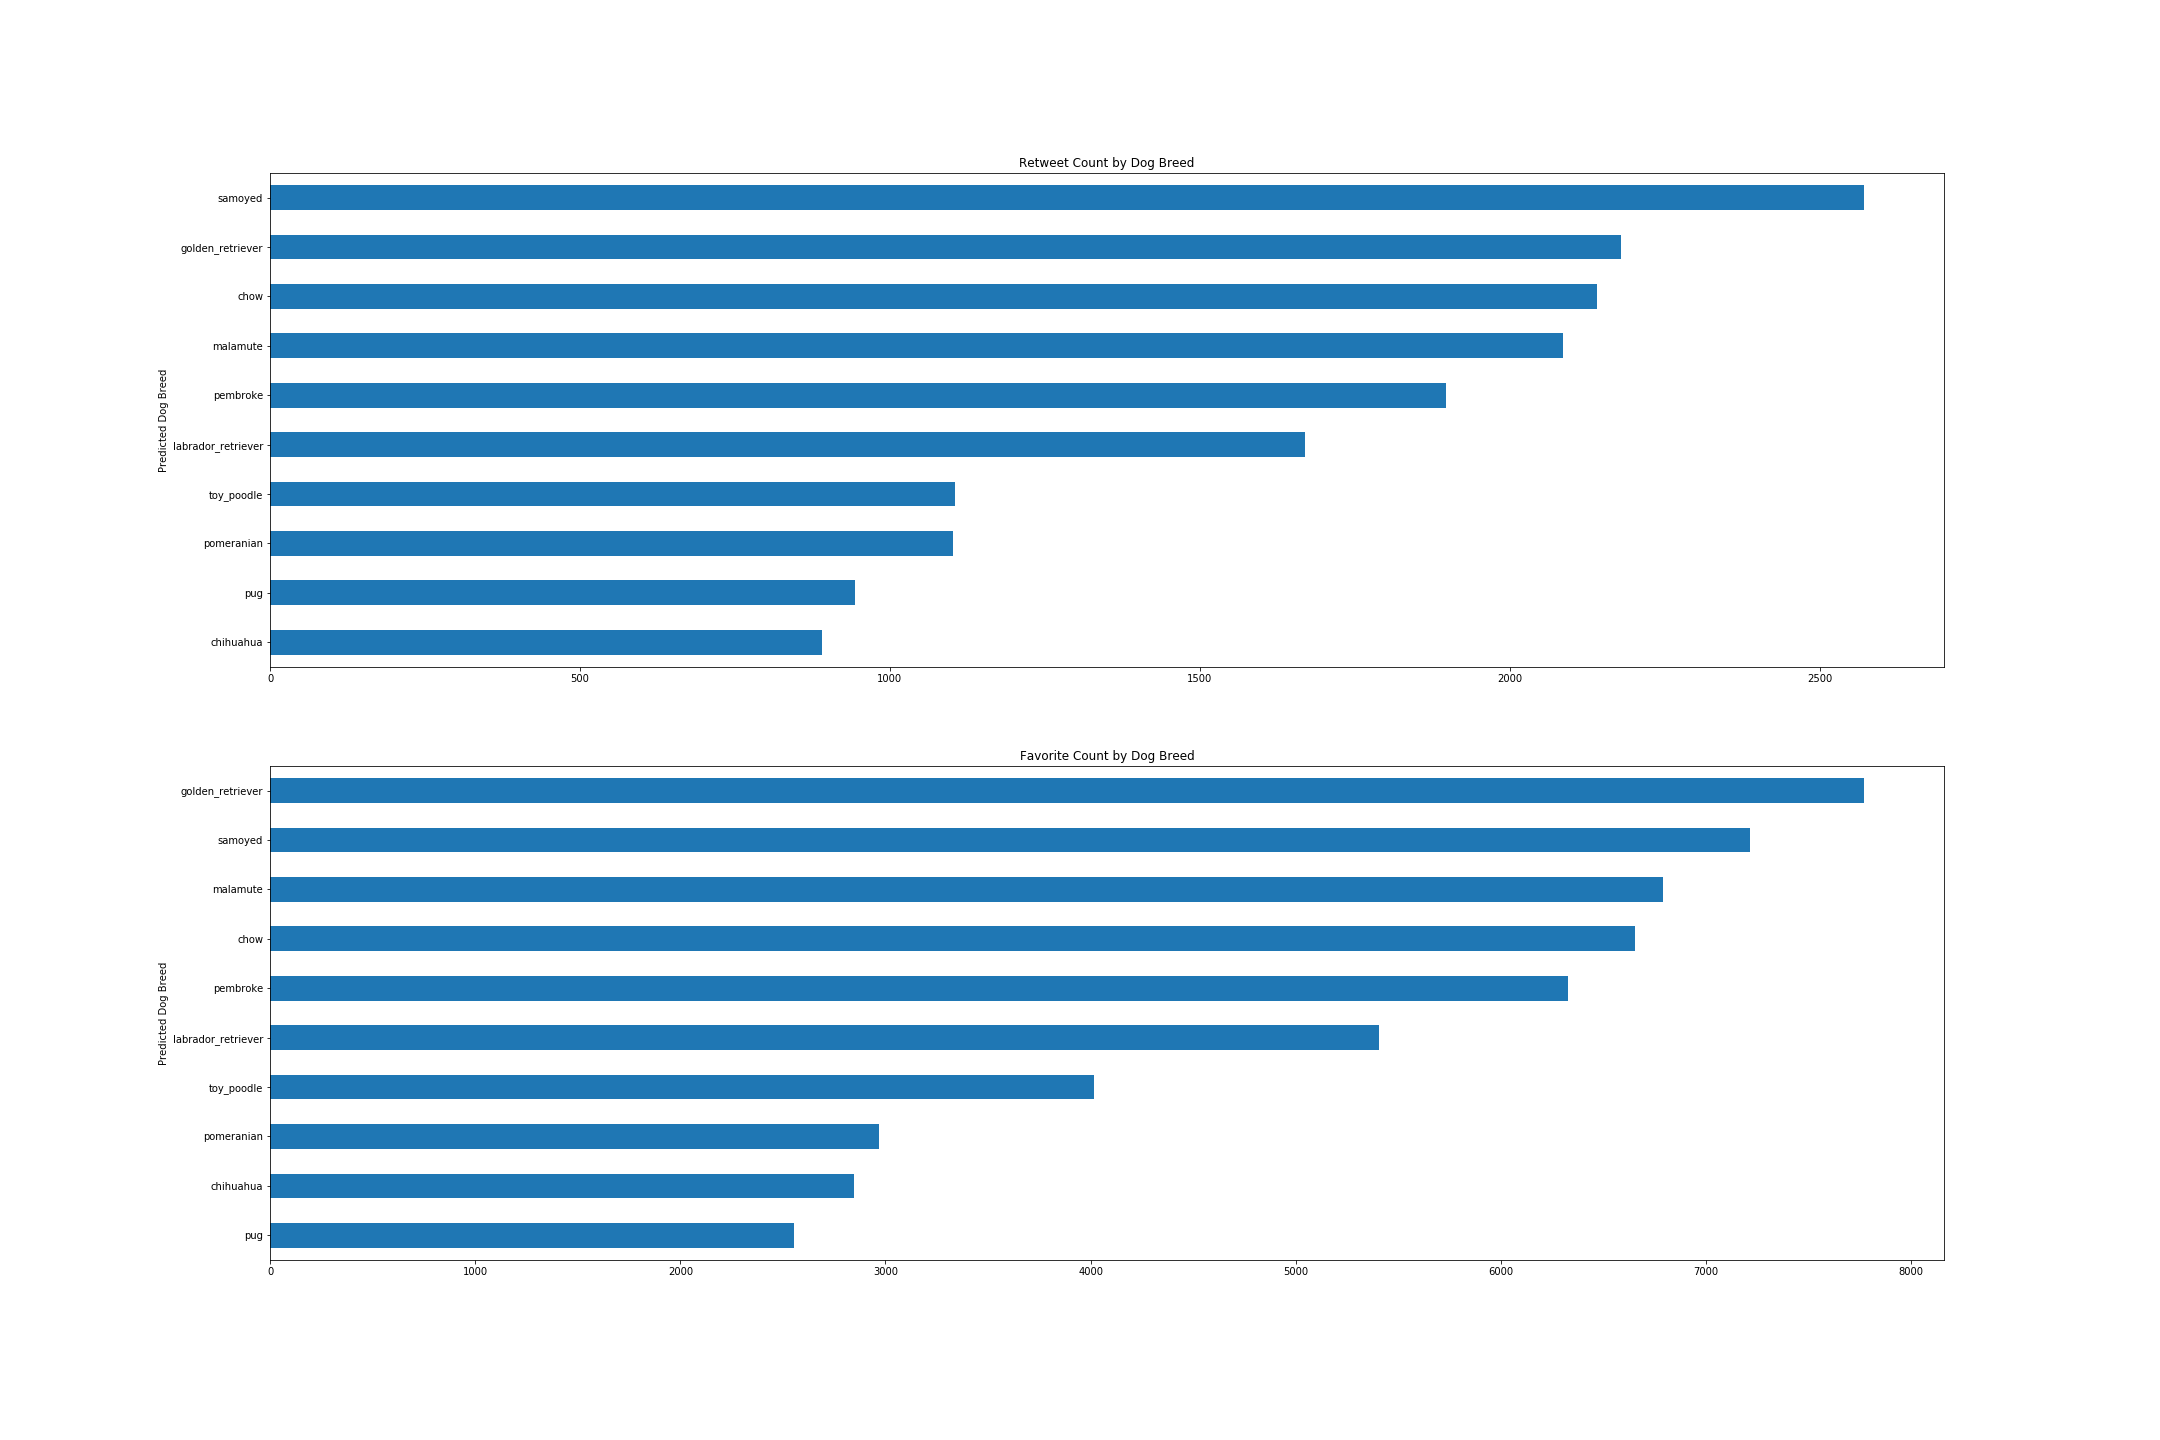 Retweet Count by Dog Breed
Predicted Dog Breed
samoyed
golden_retriever
chow
malamute
pembroke
labrador_retriever
toy_poodle
pomeranian
pug
chihuahua
0 500 1000 1500 2000 2500
Favorite Count by Dog Breed
Predicted Dog Breed
golden_retriever
samoyed
malamute
chow
pembroke
labrador_retriever
toy_poodle
pomeranian
chihuahua
pug
0 1000 2000 3000 4000 5000 6000 7000 8000